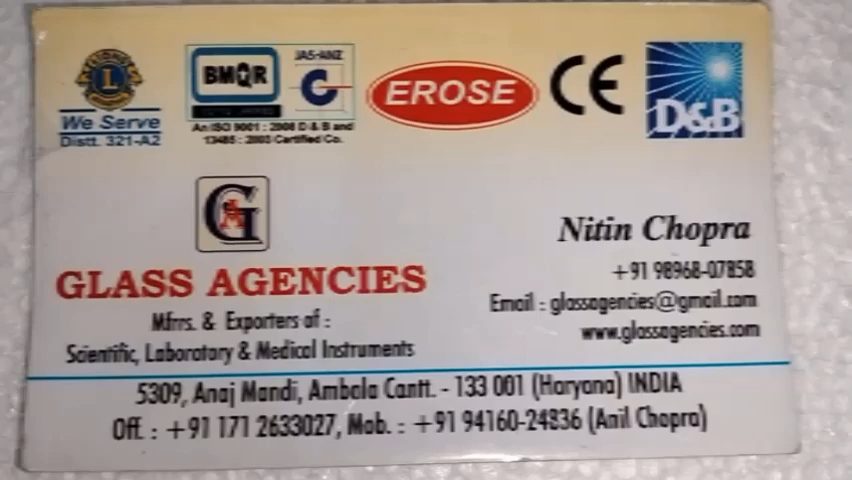 LIONS
L
We Serve
Distt. 321-A2
BMQR
JAS-ANZ
An ISO 9001 : 2008 D & B and
13485 : 2003 Certified Co.
EROSE
CE
D&B
GA
GLASS AGENCIES
Mfrrs. & Exporters of :
Scientific, Laboratory & Medical Instruments
Nitin Chopra
+91 98968-07858
Email : glassagencies@gmail.com
www.glassagencies.com
5309, Anaj Mandi, Ambala Cantt. - 133 001 (Haryana) INDIA
Off. : +91 171 2633027, Mob. : +91 94160-24836 (Anil Chopra)